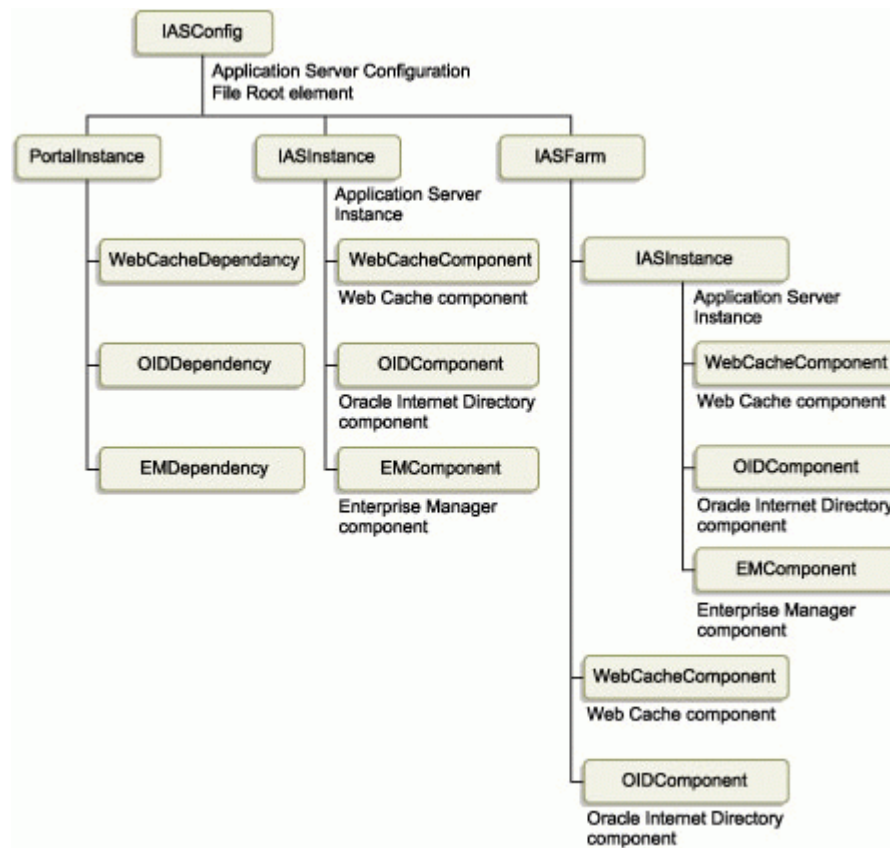 IASConfig
Application Server Configuration
File Root element
PortalInstance
IASInstance
IASFarm
Application Server
Instance
WebCacheDependancy
WebCacheComponent
Web Cache component
OIDDependency
OIDComponent
Oracle Internet Directory
component
EMDependency
EMComponent
Enterprise Manager
component
IASInstance
Application Server
Instance
WebCacheComponent
Web Cache component
OIDComponent
Oracle Internet Directory
component
EMComponent
Enterprise Manager
component
WebCacheComponent
Web Cache component
OIDComponent
Oracle Internet Directory
component